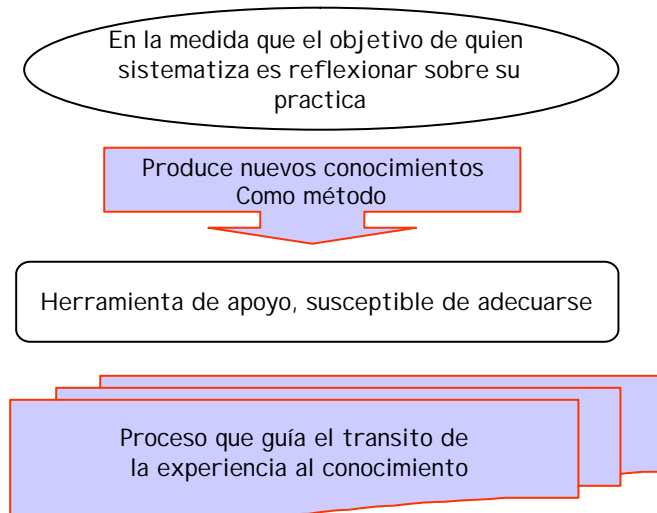 En la medida que el objetivo de quien
sistematiza es reflexionar sobre su
practica
Produce nuevos conocimientos
Como método
Herramienta de apoyo, susceptible de adecuarse
Proceso que guía el transito de
la experiencia al conocimiento